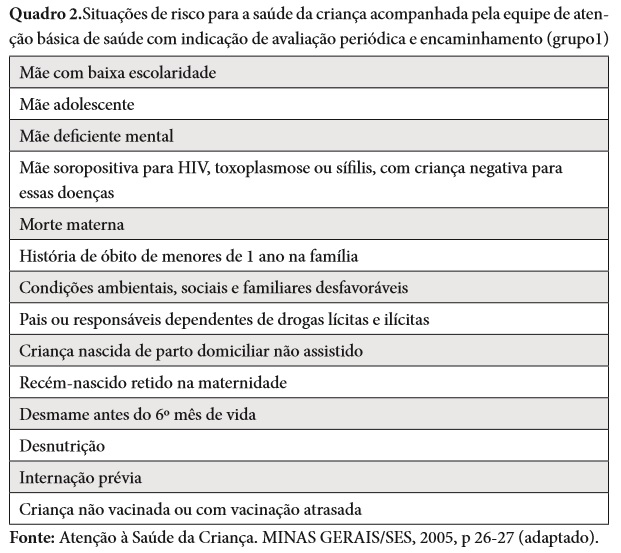 Quadro 2.Situações de risco para a saúde da criança acompanhada pela equipe de aten-
ção básica de saúde com indicação de avaliação periódica e encaminhamento (grupo1)
Mãe com baixa escolaridade
Mãe adolescente
Mãe deficiente mental
Mãe soropositiva para HIV, toxoplasmose ou sífilis, com criança negativa para
essas doenças
Morte materna
História de óbito de menores de 1 ano na família
Condições ambientais, sociais e familiares desfavoráveis
Pais ou responsáveis dependentes de drogas lícitas e ilícitas
Criança nascida de parto domiciliar não assistido
Recém-nascido retido na maternidade
Desmame antes do 6º mês de vida
Desnutrição
Internação prévia
Criança não vacinada ou com vacinação atrasada
Fonte: Atenção à Saúde da Criança. MINAS GERAIS/SES, 2005, p 26-27 (adaptado).